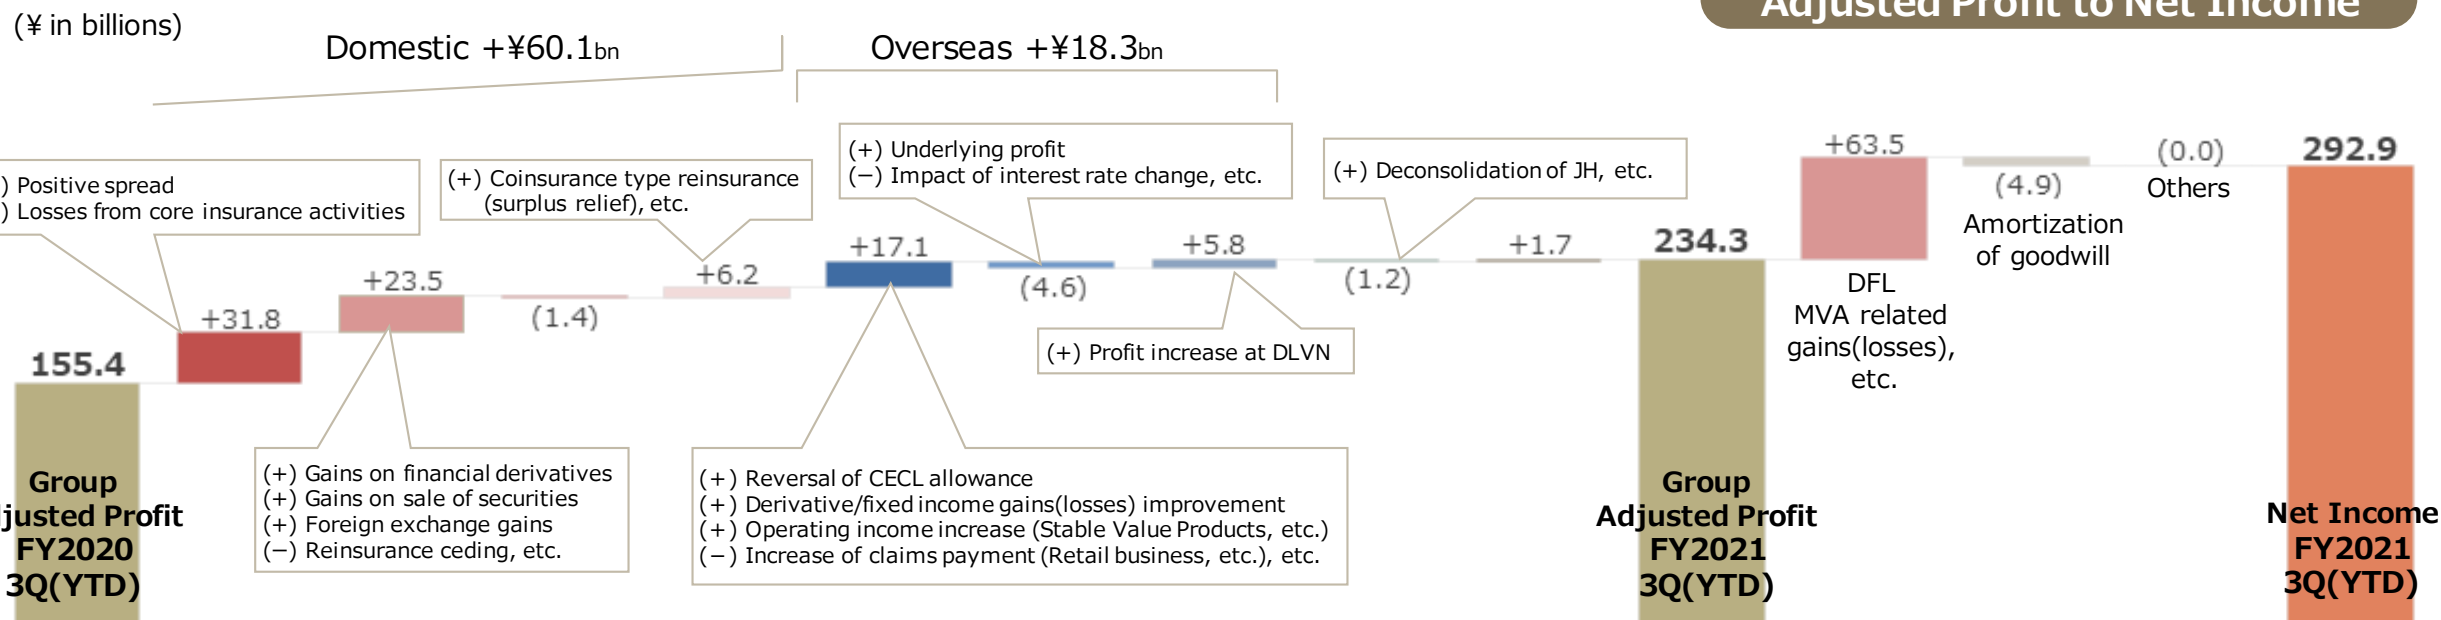 (¥ in billions)
Adjusted Profit to Net Income
Domestic +¥60.1bn
Overseas +¥18.3bn
) Positive spread
) Losses from core insurance activities
(+) Coinsurance type reinsurance
(surplus relief), etc.
(+) Underlying profit
(−) Impact of interest rate change, etc.
(+) Deconsolidation of JH, etc.
155.4
+31.8
+23.5
(1.4)
+6.2
+17.1
(4.6)
+5.8
(1.2)
+1.7
234.3
+63.5
(4.9)
(0.0)
292.9
Others
Amortization
of goodwill
DFL
MVA related
gains(losses),
etc.
(+) Profit increase at DLVN
(+) Gains on financial derivatives
(+) Gains on sale of securities
(+) Foreign exchange gains
(−) Reinsurance ceding, etc.
(+) Reversal of CECL allowance
(+) Derivative/fixed income gains(losses) improvement
(+) Operating income increase (Stable Value Products, etc.)
(−) Increase of claims payment (Retail business, etc.), etc.
Group
justed Profit
FY2020
3Q(YTD)
Group
Adjusted Profit
FY2021
3Q(YTD)
Net Income
FY2021
3Q(YTD)